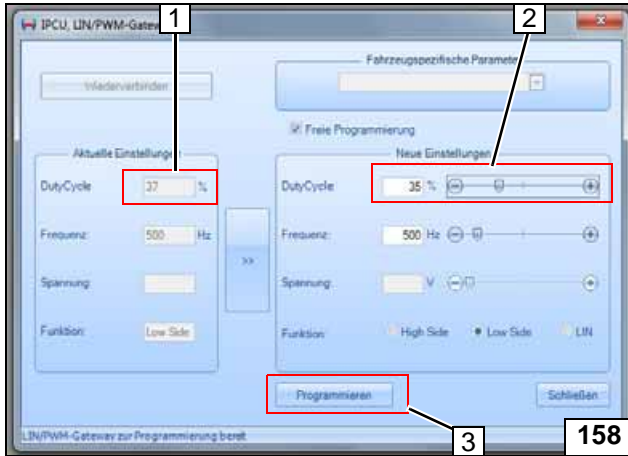 IPCU, LIN/PWM-Gatew
1
2
Wiederverbinden
Fahrzeugspezifische Parameter
Freie Programmierung
Aktuelle Einstellungen
Neue Einstellungen
DutyCycle 37 % DutyCycle 35 %
Frequenz: 500 Hz Frequenz: 500 Hz
>>
Spannung: Spannung: V
Funktion: Low Side Funktion: High Side Low Side LIN
Programmieren Schließen
LIN/PWM-Gateway zur Programmierung bereit
3
158